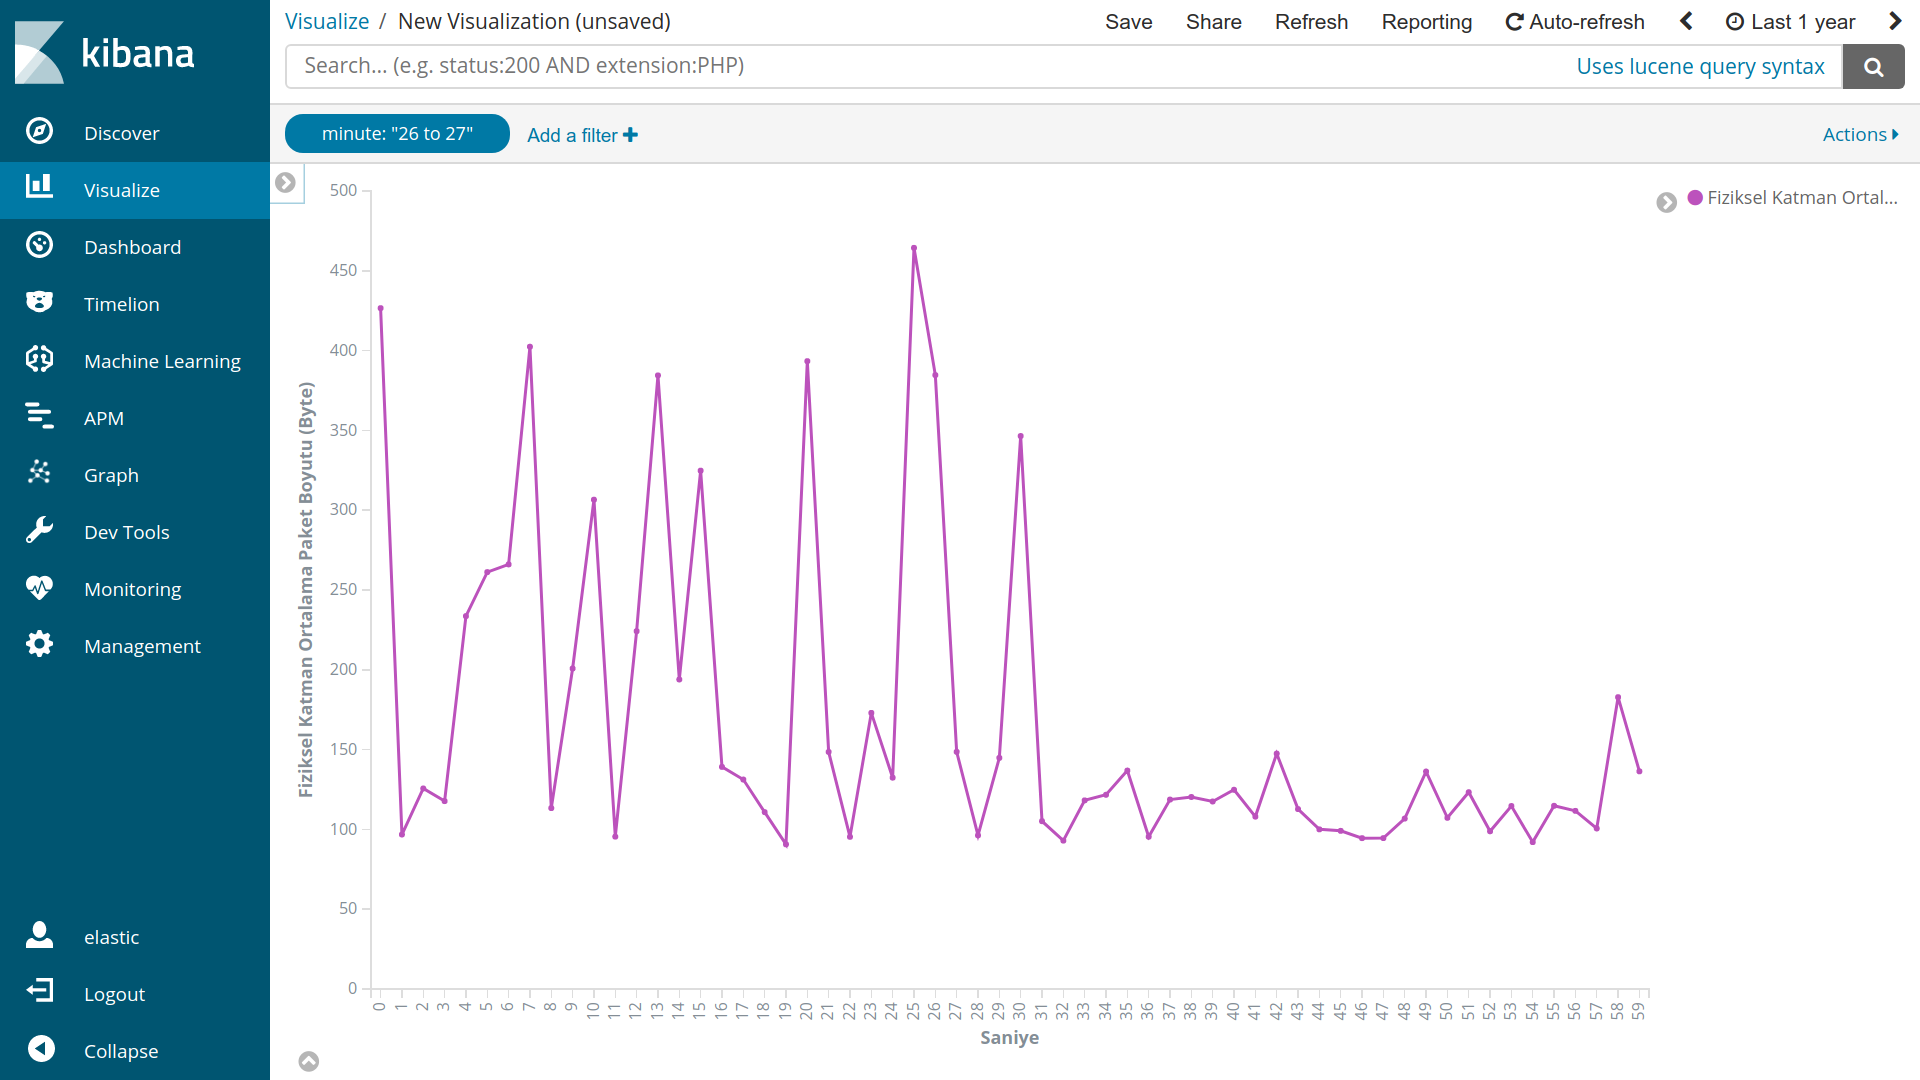 kibana
Discover
Visualize
Dashboard
Timelion
Machine Learning
APM
Graph
Dev Tools
Monitoring
Management
elastic
Logout
Collapse
Visualize / New Visualization (unsaved)
Save Share Refresh Reporting Auto-refresh Last 1 year
Search... (e.g. status:200 AND extension:PHP) Uses lucene query syntax
minute: "26 to 27" Add a filter Actions
Fiziksel Katman Ortal...
Fiziksel Katman Ortalama Paket Boyutu (Byte)
500
450
400
350
300
250
200
150
100
50
0
0 1 2 3 4 5 6 7 8 9 10 11 12 13 14 15 16 17 18 19 20 21 22 23 24 25 26 27 28 29 30 31 32 33 34 35 36 37 38 39 40 41 42 43 44 45 46 47 48 49 50 51 52 53 54 55 56 57 58 59
Saniye